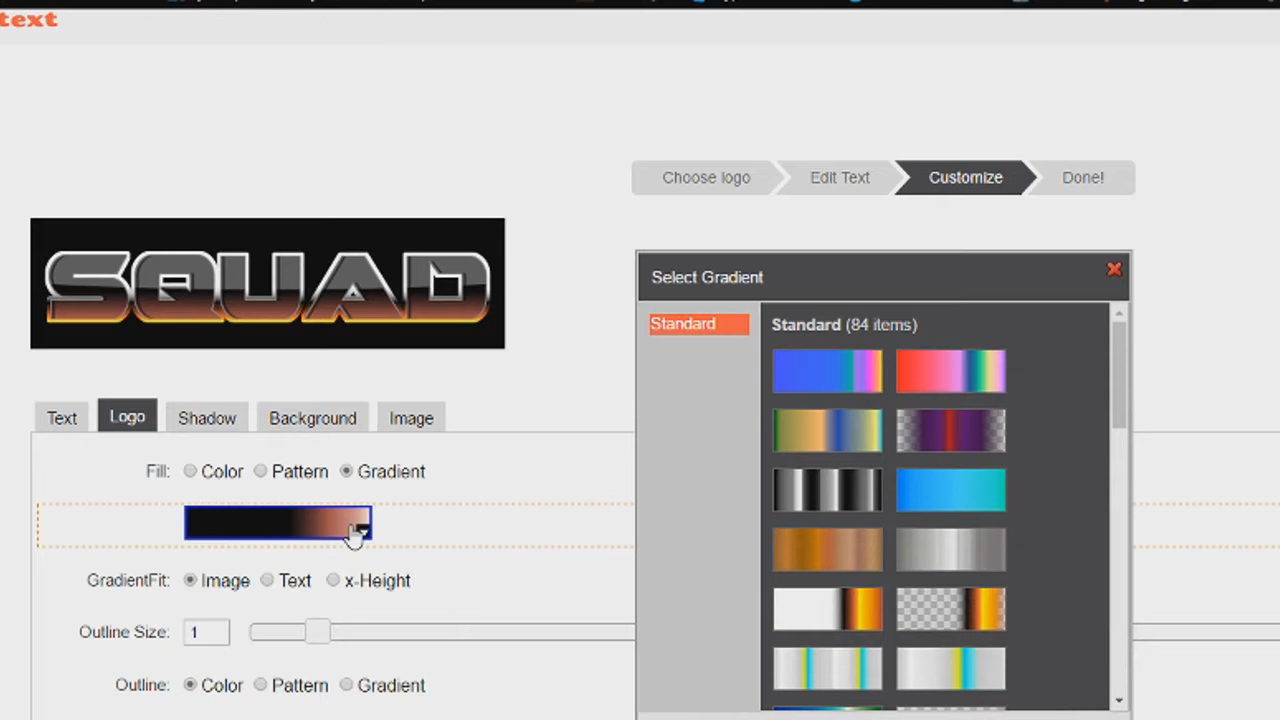 text
Choose logo
Edit Text
Customize
Done!
SQUAD
Select Gradient
Standard
Standard (84 items)
Text
Logo
Shadow
Background
Image
Fill: Color Pattern Gradient
GradientFit: Image Text x-Height
Outline Size: 1
Outline: Color Pattern Gradient